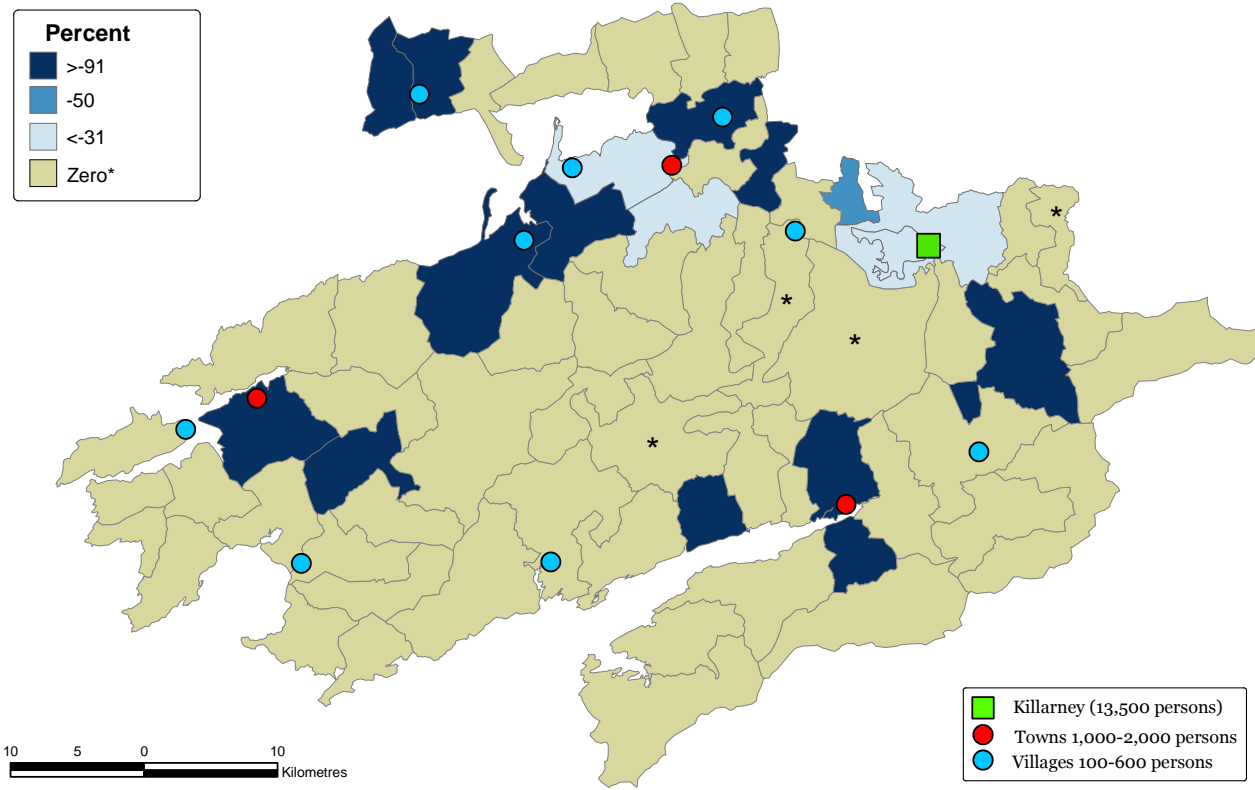 Percent
>-91
-50
<-31
Zero*
*
*
*
*
10 5 0 10
Kilometres
Killarney (13,500 persons)
Towns 1,000-2,000 persons
Villages 100-600 persons